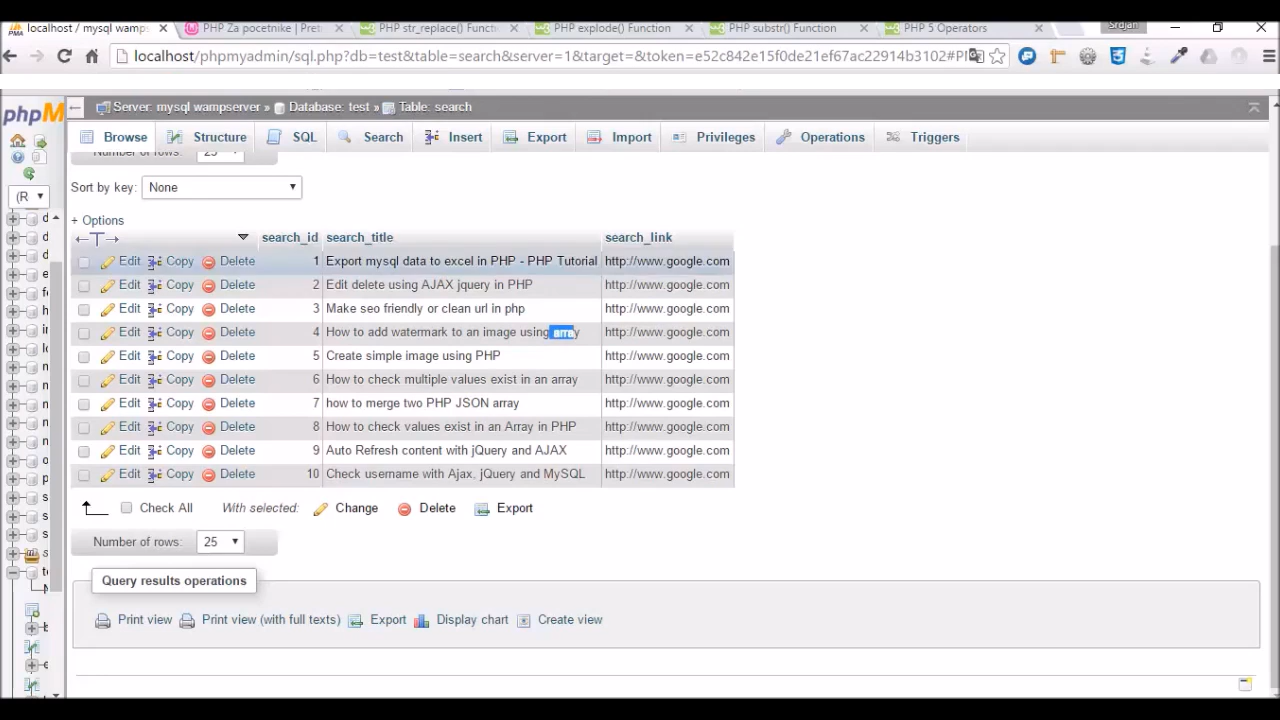 localhost / mysql wamps
PHP Za pocetnike | Preti
PHP str_replace() Functi
PHP explode() Function
PHP substr() Function
PHP 5 Operators
Srdjan
localhost/phpmyadmin/sql.php?db=test&table=search&server=1&target=&token=e52c842e15f0de21ef67ac22914b3102#P
phpM
Server: mysql wampserver » Database: test » Table: search
Browse Structure SQL Search Insert Export Import Privileges Operations Triggers
Number of rows: 25
Sort by key: None
(R
+ Options
search_id search_title search_link
Edit Copy Delete 1 Export mysql data to excel in PHP - PHP Tutorial http://www.google.com
Edit Copy Delete 2 Edit delete using AJAX jquery in PHP http://www.google.com
Edit Copy Delete 3 Make seo friendly or clean url in php http://www.google.com
Edit Copy Delete 4 How to add watermark to an image using array http://www.google.com
Edit Copy Delete 5 Create simple image using PHP http://www.google.com
Edit Copy Delete 6 How to check multiple values exist in an array http://www.google.com
Edit Copy Delete 7 how to merge two PHP JSON array http://www.google.com
Edit Copy Delete 8 How to check values exist in an Array in PHP http://www.google.com
Edit Copy Delete 9 Auto Refresh content with jQuery and AJAX http://www.google.com
Edit Copy Delete 10 Check username with Ajax, jQuery and MySQL http://www.google.com
Check All With selected: Change Delete Export
Number of rows: 25
Query results operations
Print view Print view (with full texts) Export Display chart Create view